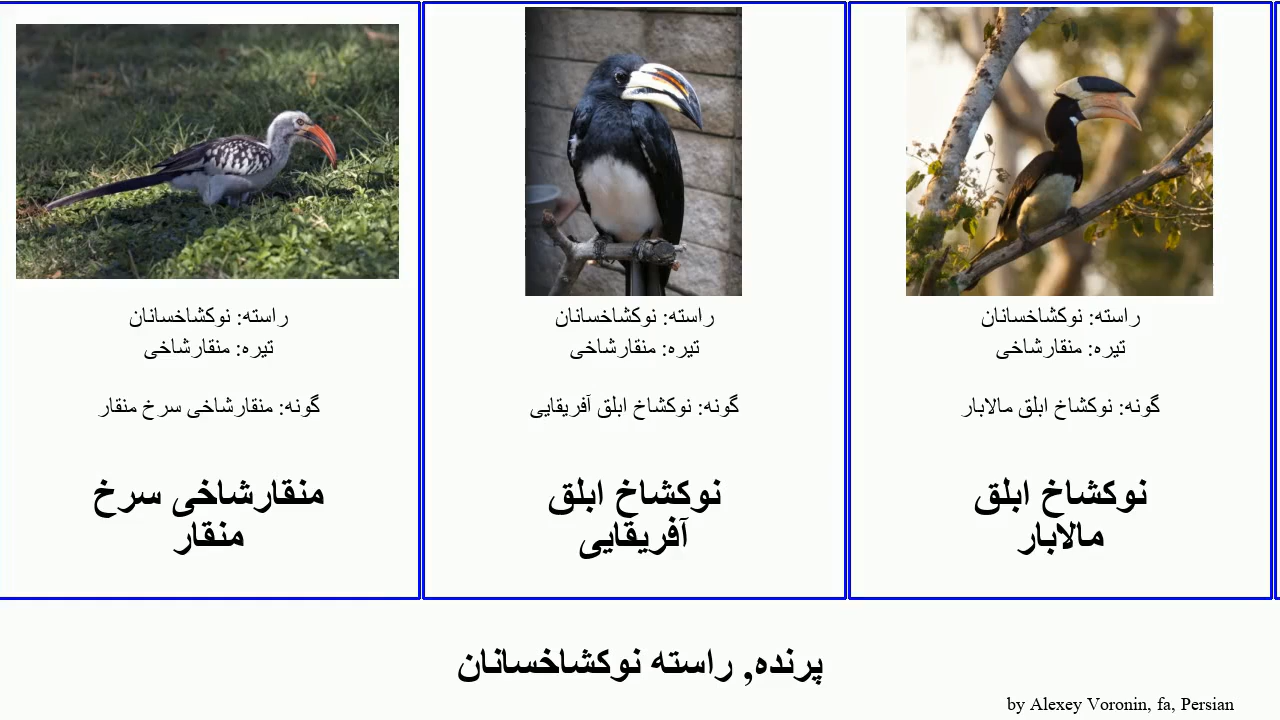 راسته: نوکشاخسانان
تیره: منقارشاخی
گونه: منقارشاخی سرخ منقار
منقارشاخی سرخ
منقار
راسته: نوکشاخسانان
تیره: منقارشاخی
گونه: نوکشاخ ابلق آفریقایی
نوکشاخ ابلق
آفریقایی
راسته: نوکشاخسانان
تیره: منقارشاخی
گونه: نوکشاخ ابلق مالابار
نوکشاخ ابلق
مالابار
پرنده, راسته نوکشاخسانان
by Alexey Voronin, fa, Persian